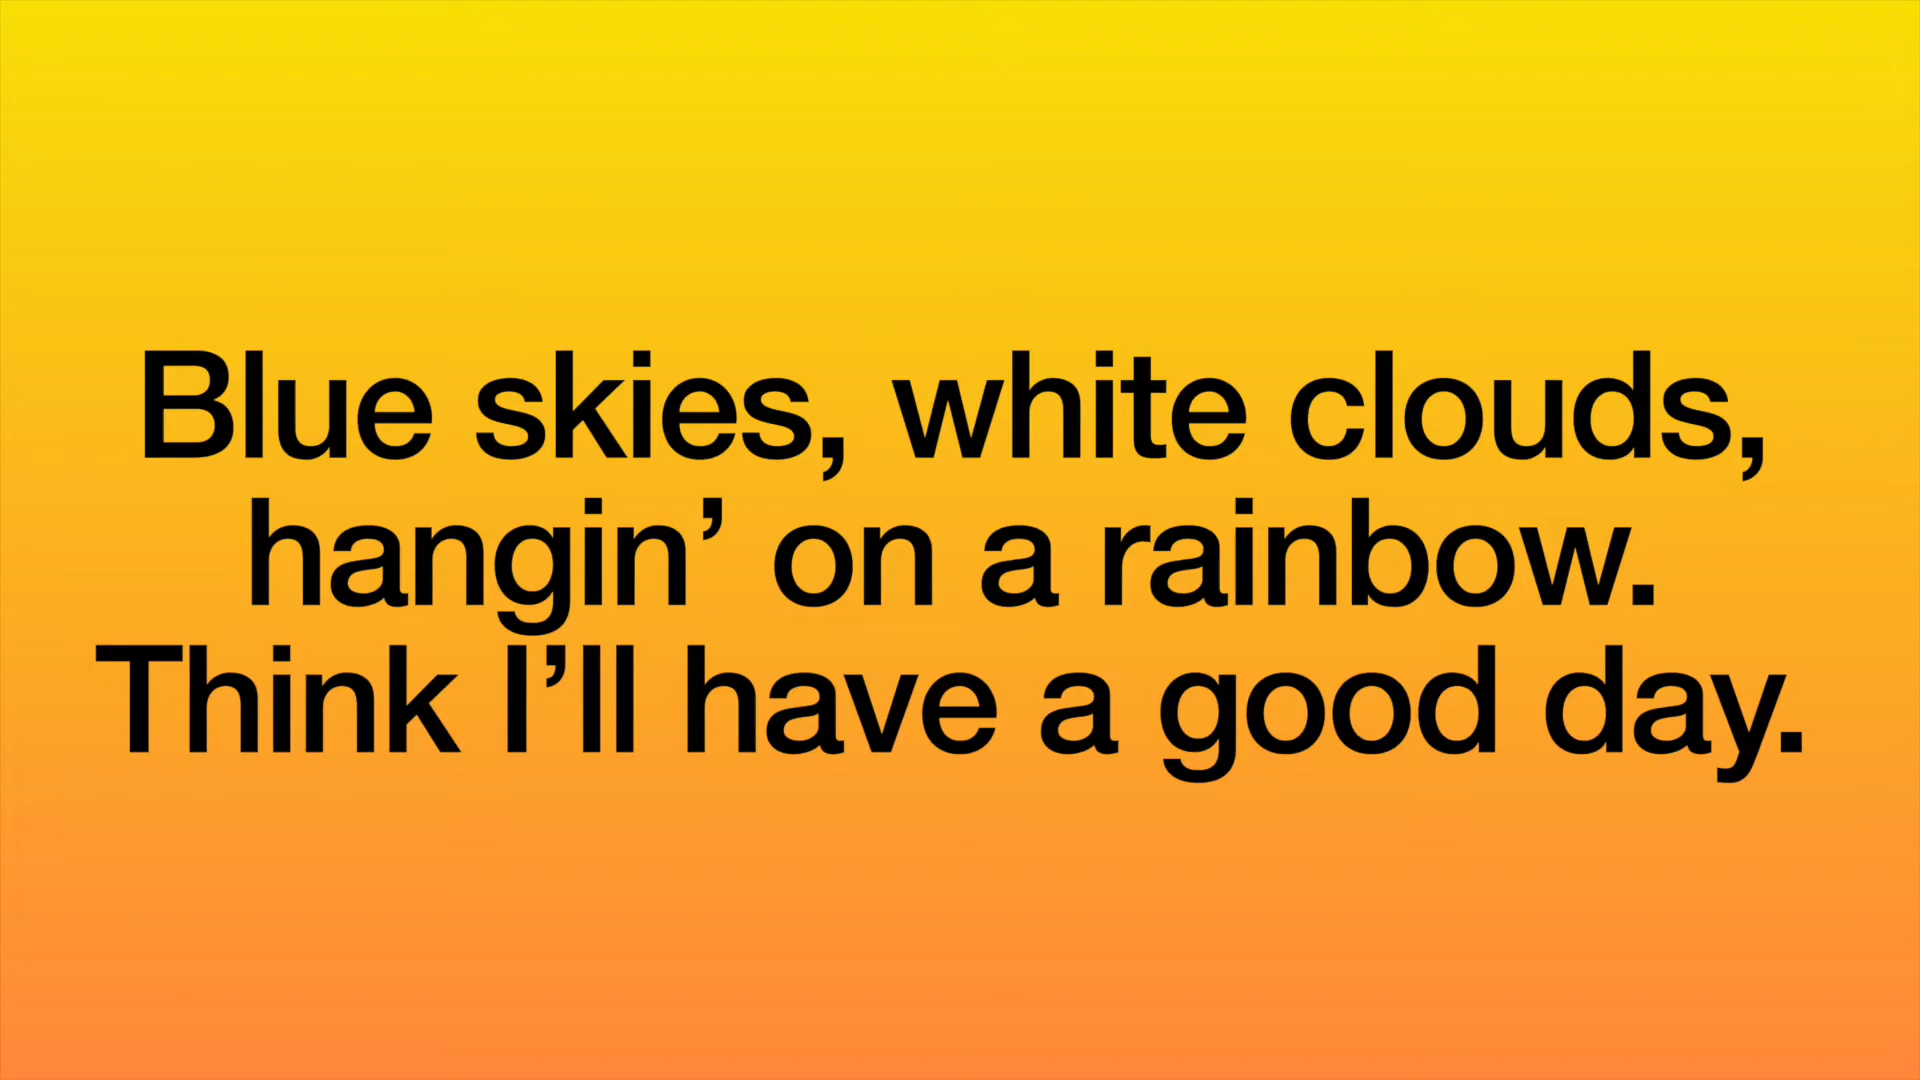 Blue skies, white clouds,
hangin’ on a rainbow.
Think I’ll have a good day.